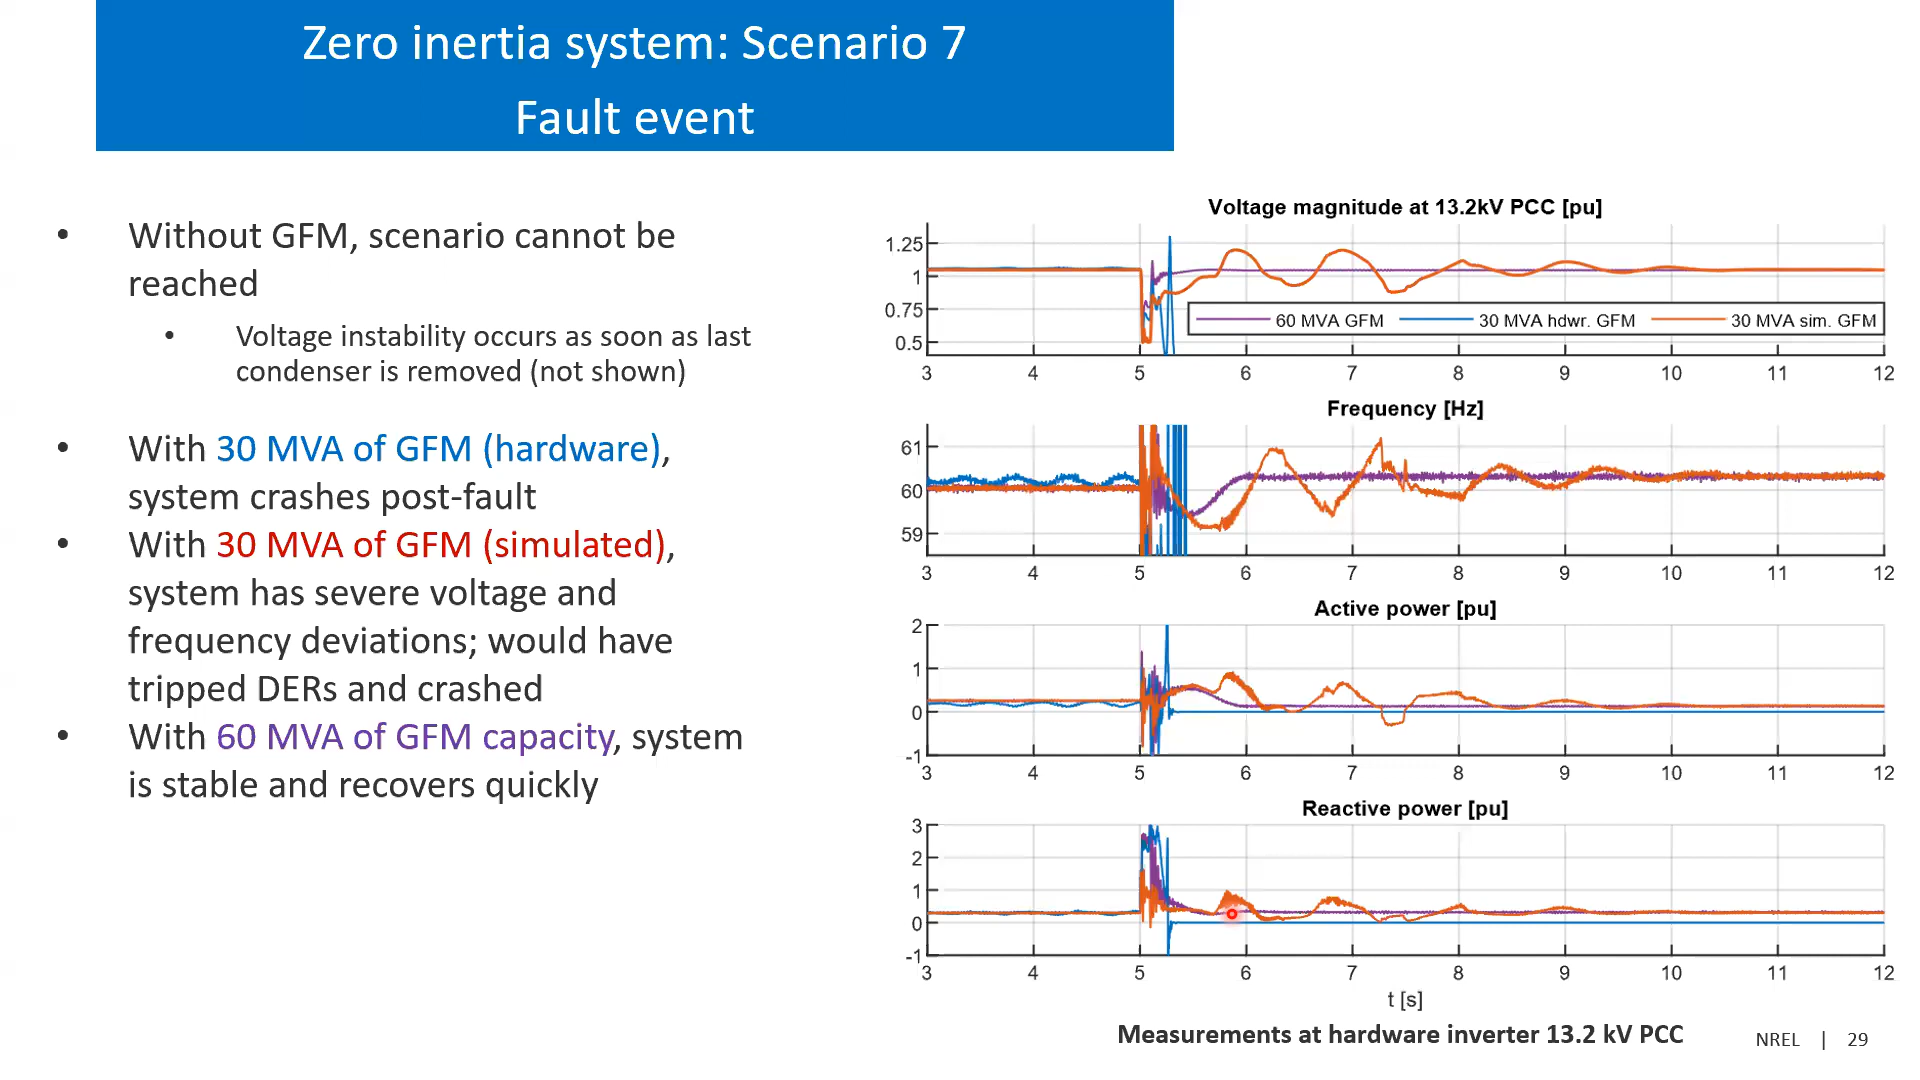 Zero inertia system: Scenario 7
Fault event
• Without GFM, scenario cannot be
reached
• Voltage instability occurs as soon as last
condenser is removed (not shown)
• With 30 MVA of GFM (hardware),
system crashes post-fault
• With 30 MVA of GFM (simulated),
system has severe voltage and
frequency deviations; would have
tripped DERs and crashed
• With 60 MVA of GFM capacity, system
is stable and recovers quickly
Voltage magnitude at 13.2kV PCC [pu]
1.25
1
0.75
0.5
60 MVA GFM 30 MVA hdwr. GFM 30 MVA sim. GFM
3 4 5 6 7 8 9 10 11 12
Frequency [Hz]
61
60
59
3 4 5 6 7 8 9 10 11 12
Active power [pu]
2
1
0
-1
3 4 5 6 7 8 9 10 11 12
Reactive power [pu]
3
2
1
0
-1
3 4 5 6 7 8 9 10 11 12
t [s]
Measurements at hardware inverter 13.2 kV PCC
NREL | 29